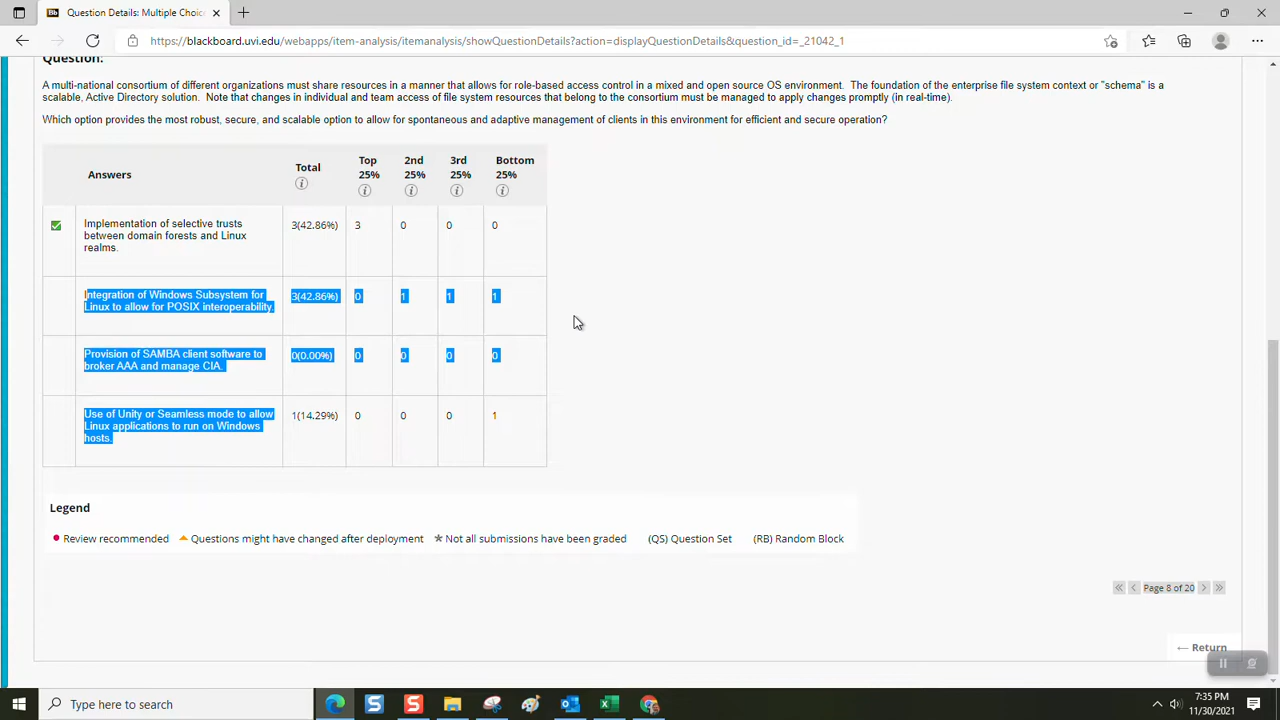 Question Details: Multiple Choic
https://blackboard.uvi.edu/webapps/item-analysis/itemanalysis/showQuestionDetails?action=displayQuestionDetails&question_id=_21042_1
Question:
A multi-national consortium of different organizations must share resources in a manner that allows for role-based access control in a mixed and open source OS environment. The foundation of the enterprise file system context or "schema" is a
scalable, Active Directory solution. Note that changes in individual and team access of file system resources that belong to the consortium must be managed to apply changes promptly (in real-time).
Which option provides the most robust, secure, and scalable option to allow for spontaneous and adaptive management of clients in this environment for efficient and secure operation?
Answers Total Top 25% 2nd 25% 3rd 25% Bottom 25%
Implementation of selective trusts 3(42.86%) 3 0 0 0
between domain forests and Linux
realms.
Integration of Windows Subsystem for 3(42.86%) 0 1 1 1
Linux to allow for POSIX interoperability.
Provision of SAMBA client software to 0(0.00%) 0 0 0 0
broker AAA and manage CIA.
Use of Unity or Seamless mode to allow 1(14.29%) 0 0 0 1
Linux applications to run on Windows
hosts.
Legend
Review recommended Questions might have changed after deployment Not all submissions have been graded (QS) Question Set (RB) Random Block
Page 8 of 20
← Return
Type here to search
7:35 PM
11/30/2021